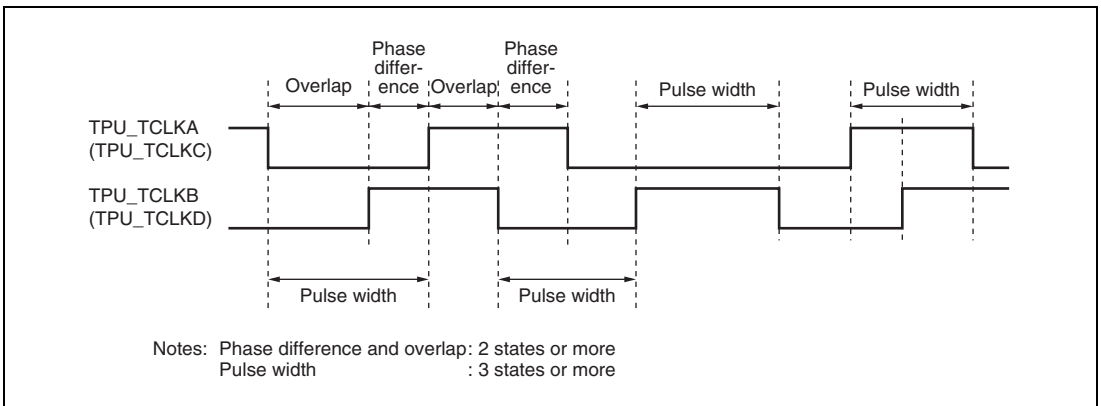 Phase
differ-
ence
Phase
differ-
ence
Overlap
Overlap
Pulse width
Pulse width
TPU_TCLKA
(TPU_TCLKC)
TPU_TCLKB
(TPU_TCLKD)
Pulse width
Pulse width
Notes: Phase difference and overlap: 2 states or more
Pulse width : 3 states or more